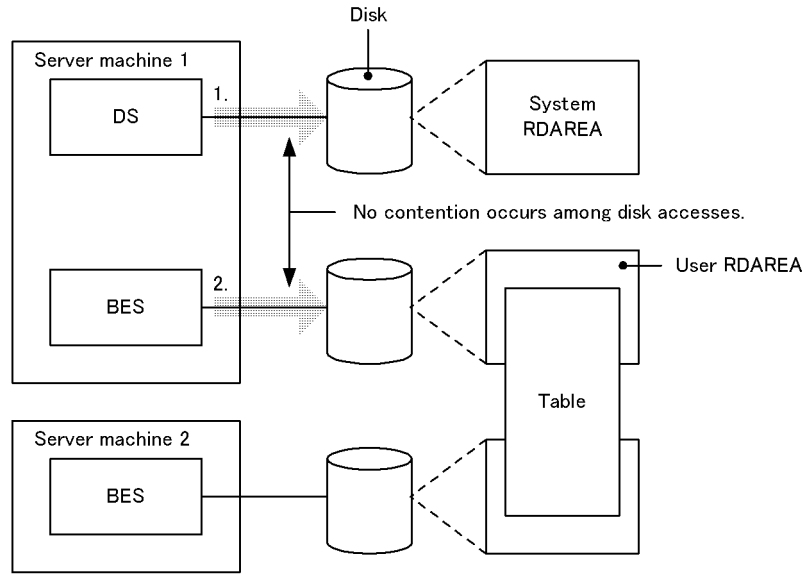 Disk
Server machine 1
1.
DS
System
RDAREA
No contention occurs among disk accesses.
User RDAREA
2.
BES
Table
Server machine 2
BES